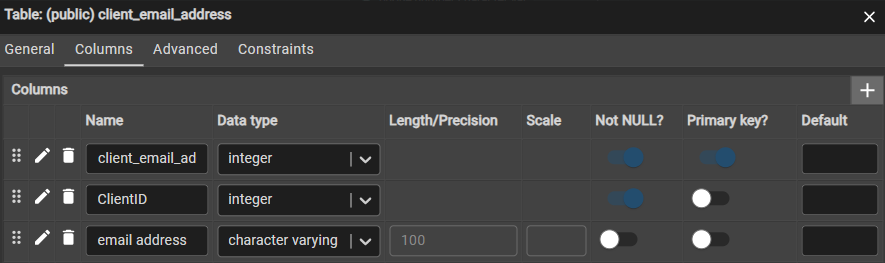 Table: (public) client_email_address
General Columns Advanced Constraints
Columns
Name Data type Length/Precision Scale Not NULL? Primary key? Default
client_email_ad integer
ClientID integer
email address character varying 100